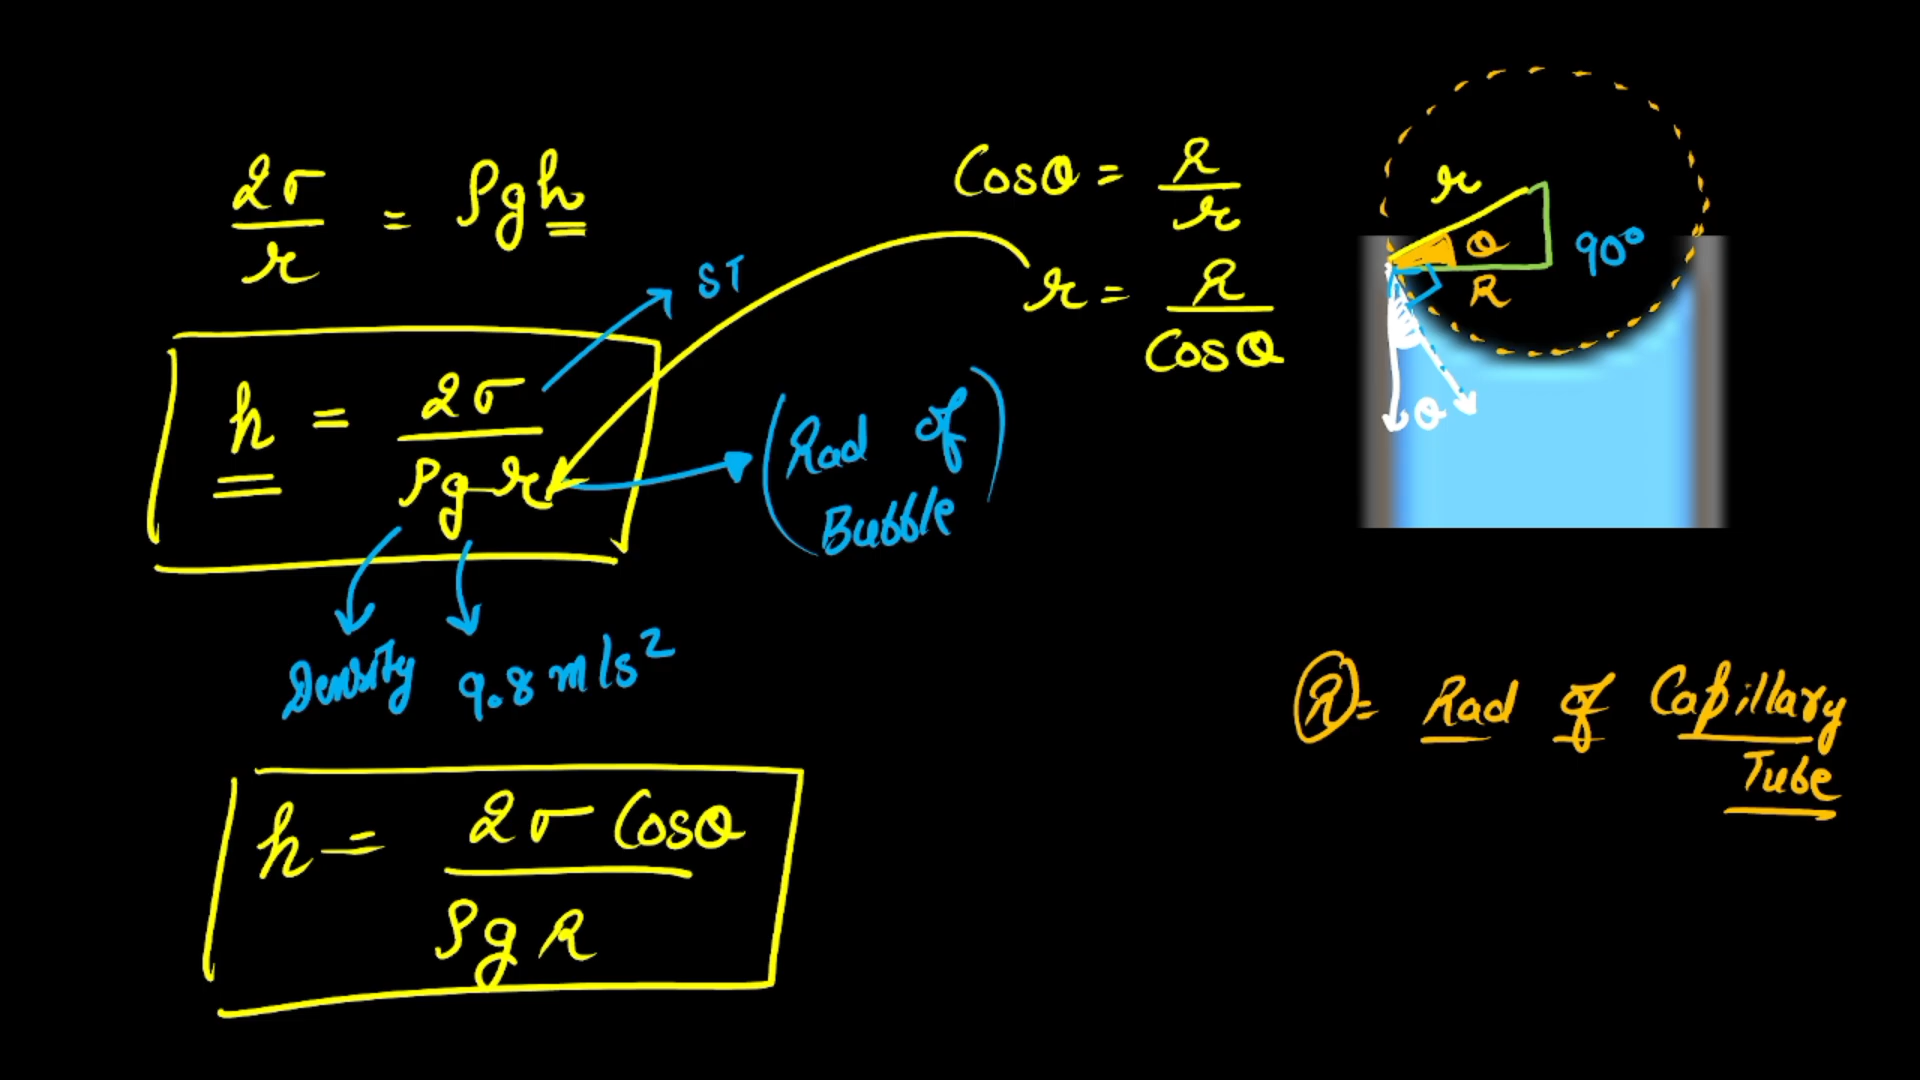 2σ/r = ρgh
h = 2σ/ρgr
ST
(Rad of Bubble)
Density
9.8 m/s²
h = 2σ Cosθ/ρgR
Cosθ = R/r
r = R/Cosθ
r
θ
R
90°
θ
R = Rad of Capillary
Tube